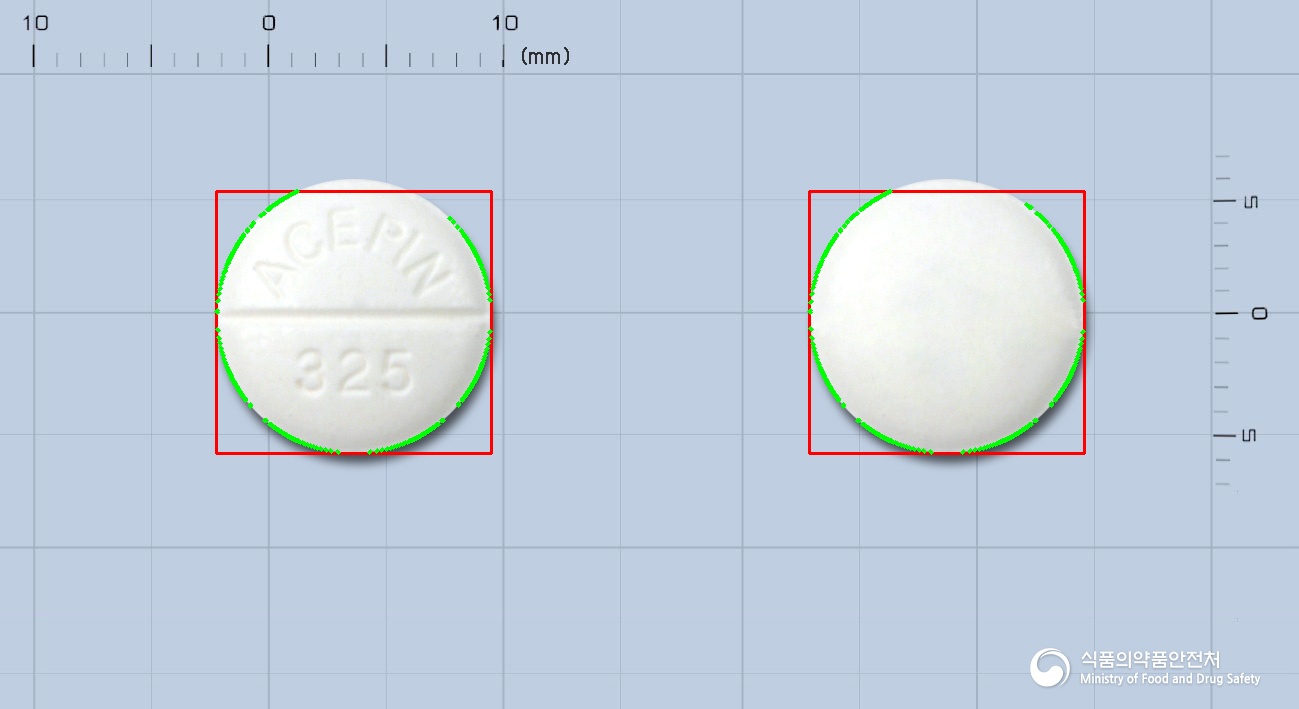 10 0 10
(mm)
ACEPIN
325
5
0
5
식품의약품안전처
Ministry of Food and Drug Safety